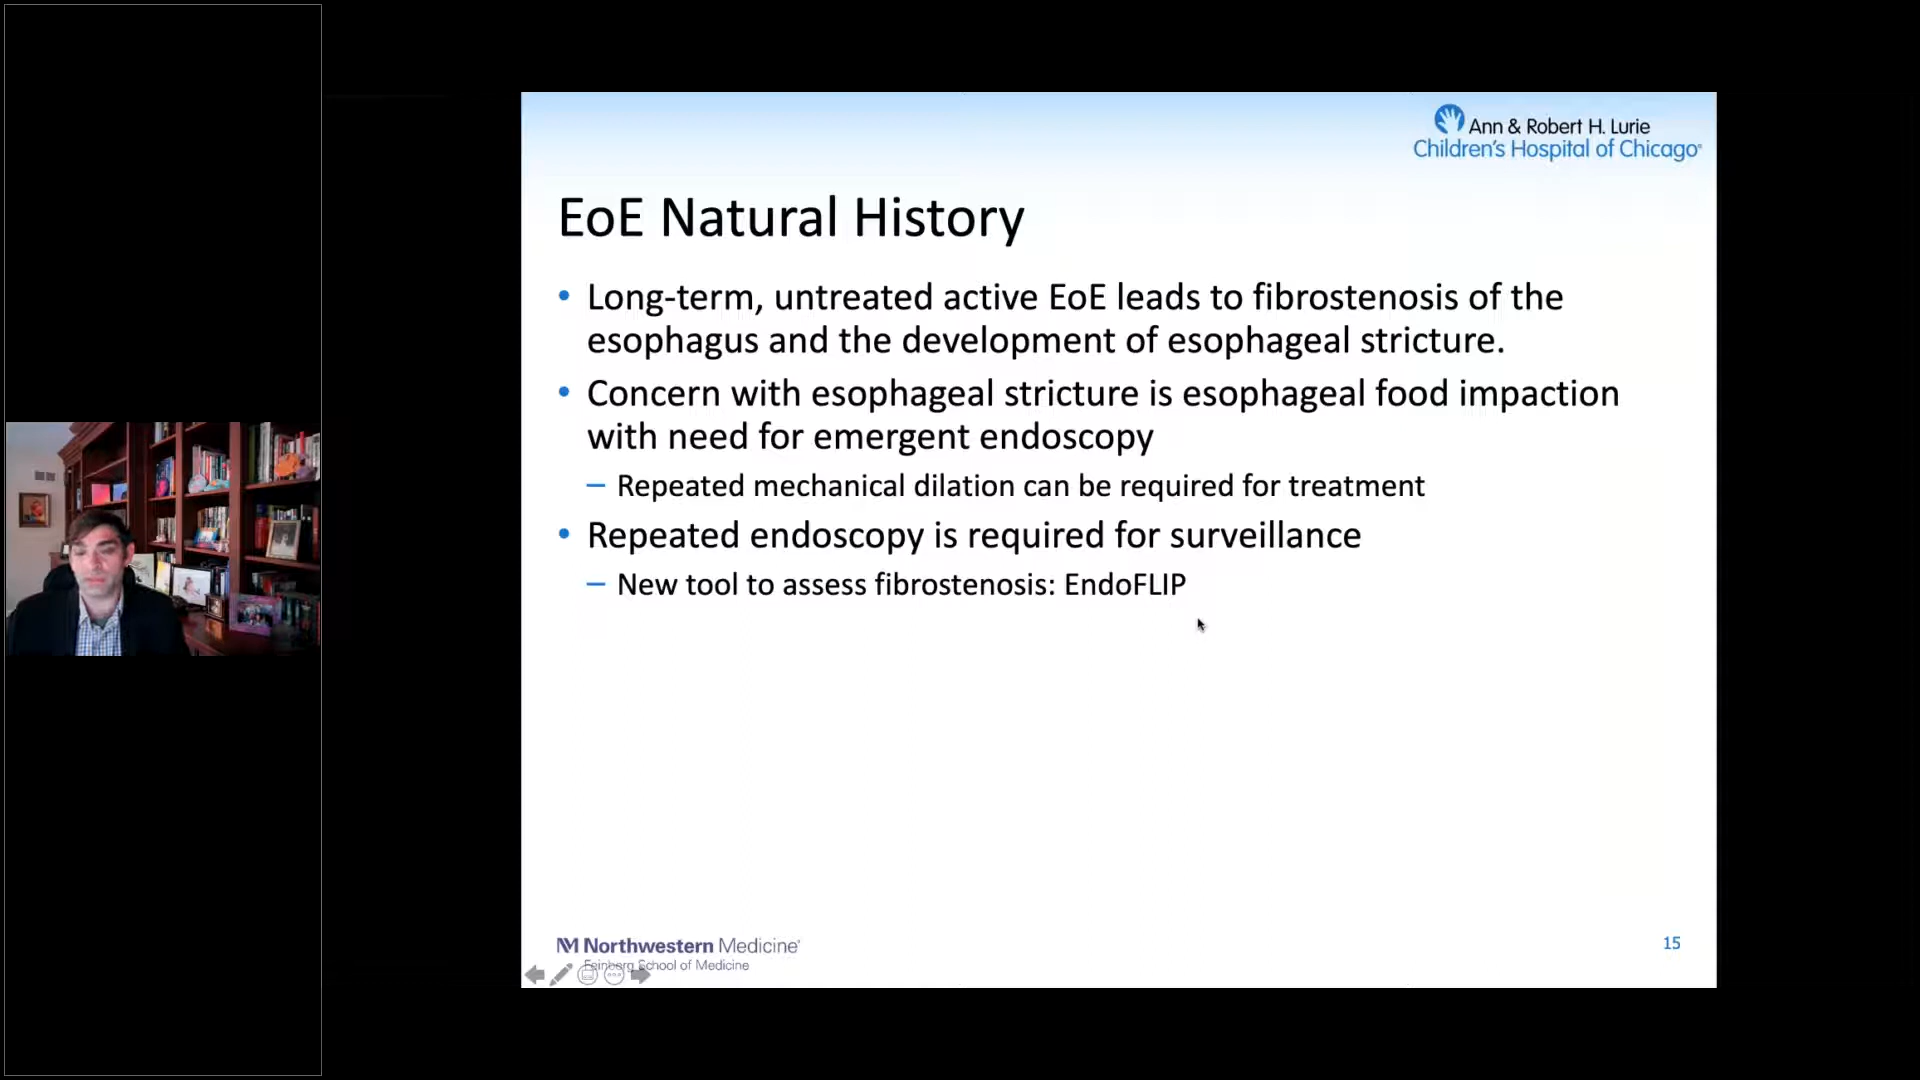 Ann & Robert H. Lurie
Children's Hospital of Chicago®
EoE Natural History
• Long-term, untreated active EoE leads to fibrostenosis of the
esophagus and the development of esophageal stricture.
• Concern with esophageal stricture is esophageal food impaction
with need for emergent endoscopy
– Repeated mechanical dilation can be required for treatment
• Repeated endoscopy is required for surveillance
– New tool to assess fibrostenosis: EndoFLIP
NM Northwestern Medicine®
Feinberg School of Medicine
15